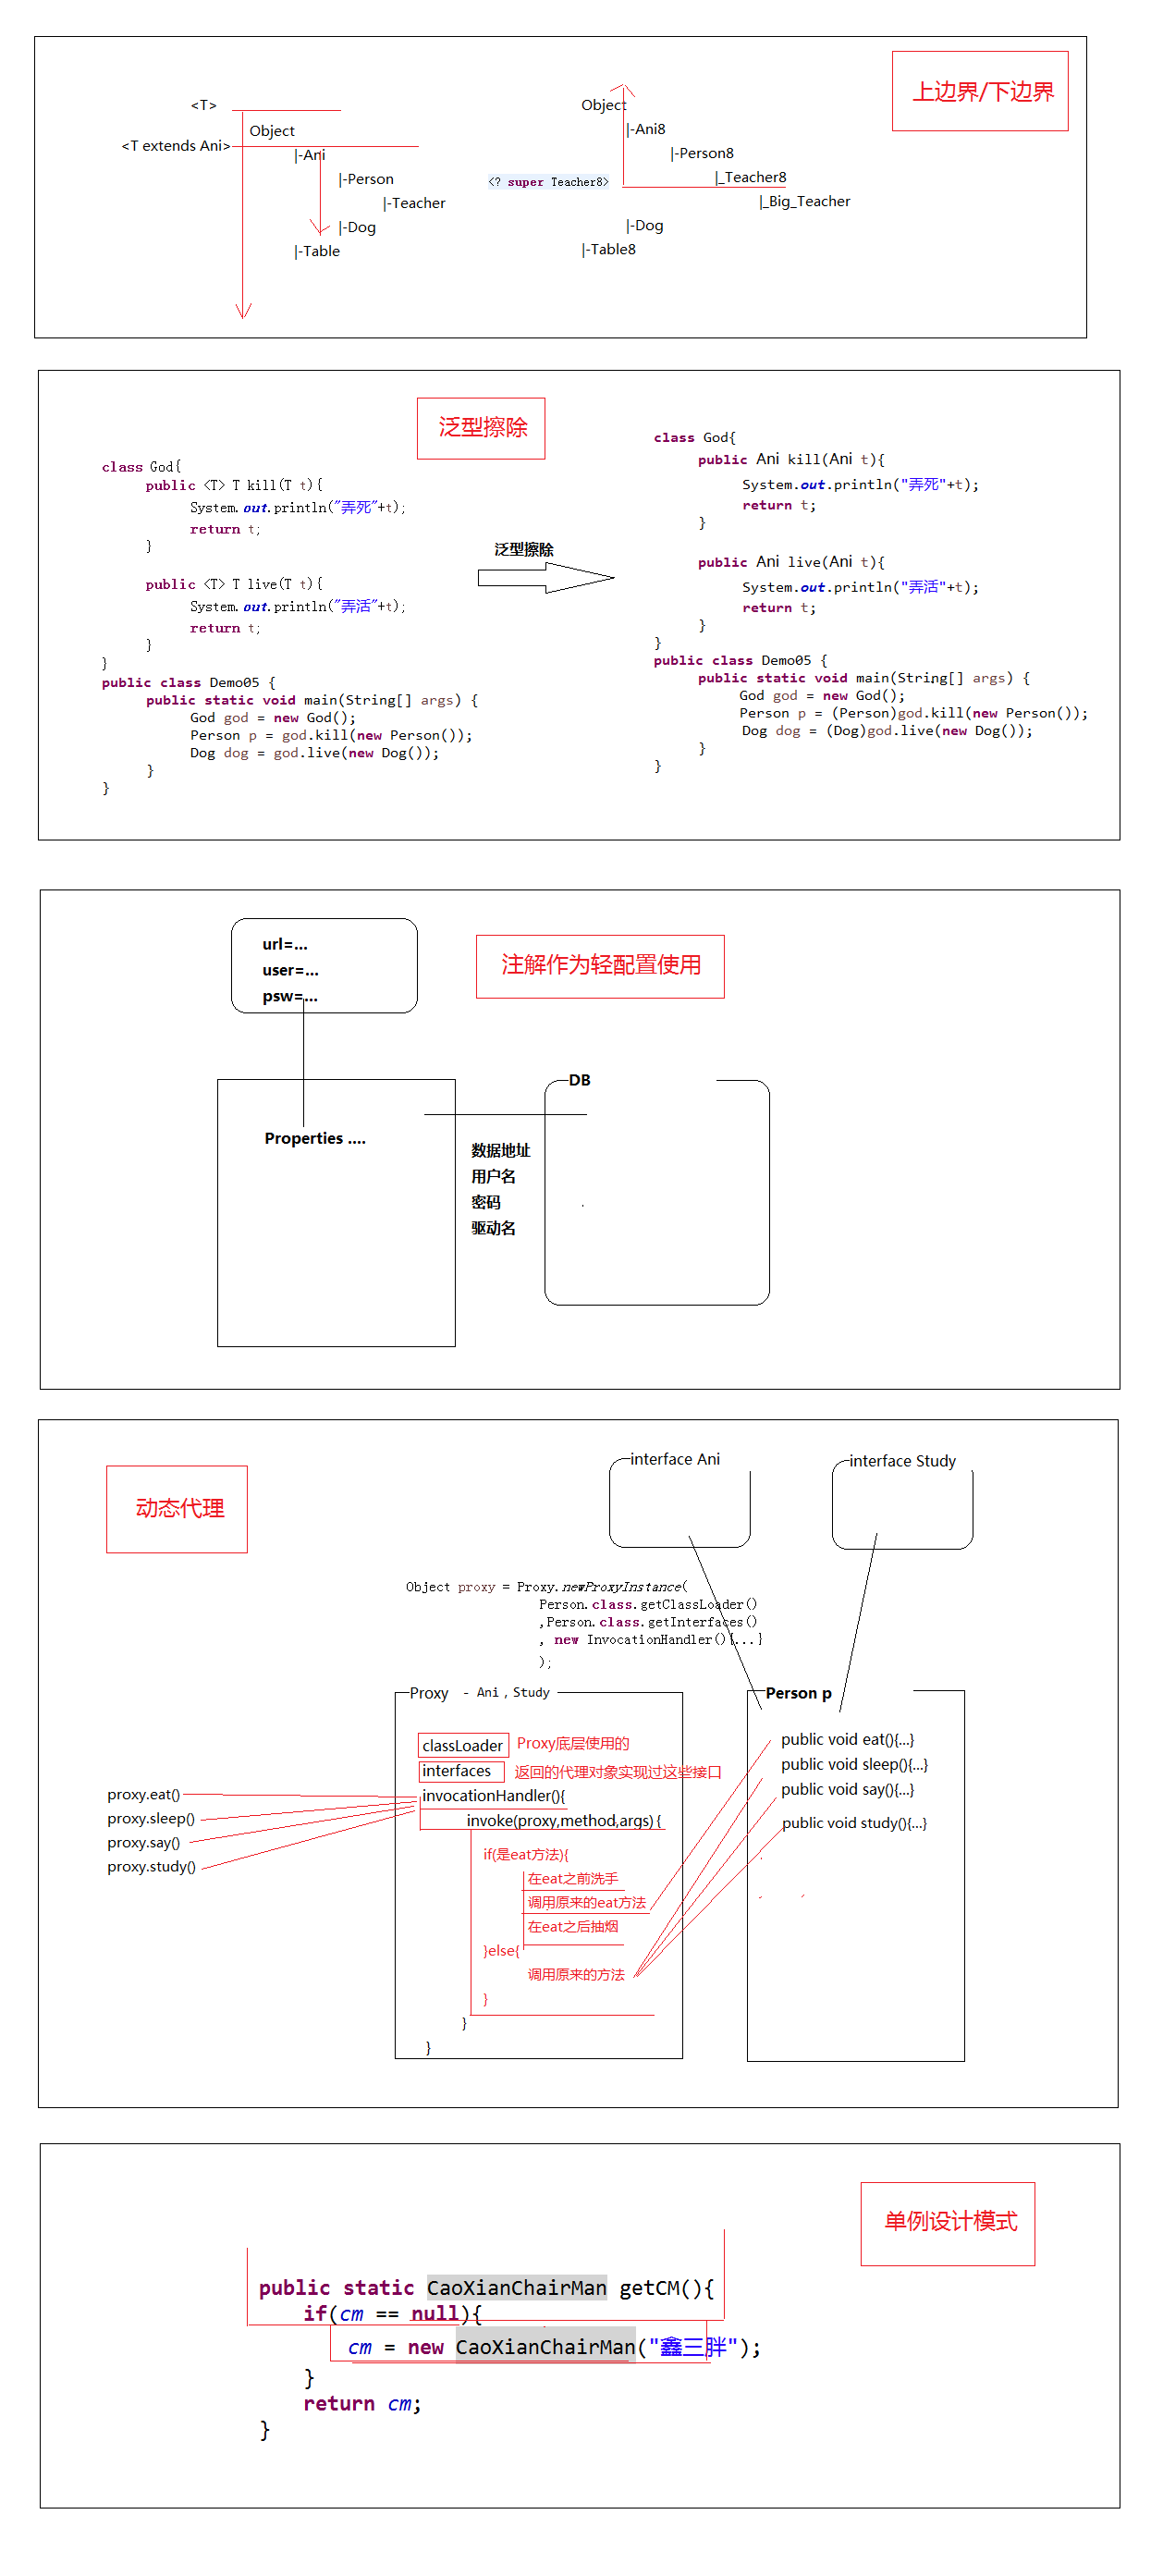 上边界/下边界
<T>
Object
<T extends Ani>
|-Ani
|-Person
|-Teacher
|-Dog
|-Table
Object
|-Ani8
|-Person8
<? super Teacher8>
|_Teacher8
|_Big_Teacher
|-Dog
|-Table8
泛型擦除
class God{
public <T> T kill(T t){
System.out.println("弄死"+t);
return t;
}
public <T> T live(T t){
System.out.println("弄活"+t);
return t;
}
}
public class Demo05 {
public static void main(String[] args) {
God god = new God();
Person p = god.kill(new Person());
Dog dog = god.live(new Dog());
}
}
泛型擦除
class God{
public Ani kill(Ani t){
System.out.println("弄死"+t);
return t;
}
public Ani live(Ani t){
System.out.println("弄活"+t);
return t;
}
}
public class Demo05 {
public static void main(String[] args) {
God god = new God();
Person p = (Person)god.kill(new Person());
Dog dog = (Dog)god.live(new Dog());
}
}
注解作为轻配置使用
url=...
user=...
psw=...
Properties ....
DB
数据地址
用户名
密码
驱动名
动态代理
interface Ani
interface Study
Object proxy = Proxy.newProxyInstance(
Person.class.getClassLoader()
,Person.class.getInterfaces()
, new InvocationHandler(){...}
);
Proxy - Ani , Study
classLoader Proxy底层使用的
interfaces 返回的代理对象实现过这些接口
invocationHandler(){
invoke(proxy,method,args) {
if(是eat方法){
在eat之前洗手
调用原来的eat方法
在eat之后抽烟
}else{
调用原来的方法
}
}
}
proxy.eat()
proxy.sleep()
proxy.say()
proxy.study()
Person p
public void eat(){...}
public void sleep(){...}
public void say(){...}
public void study(){...}
单例设计模式
public static CaoXianChairMan getCM(){
if(cm == null){
cm = new CaoXianChairMan("鑫三胖");
}
return cm;
}